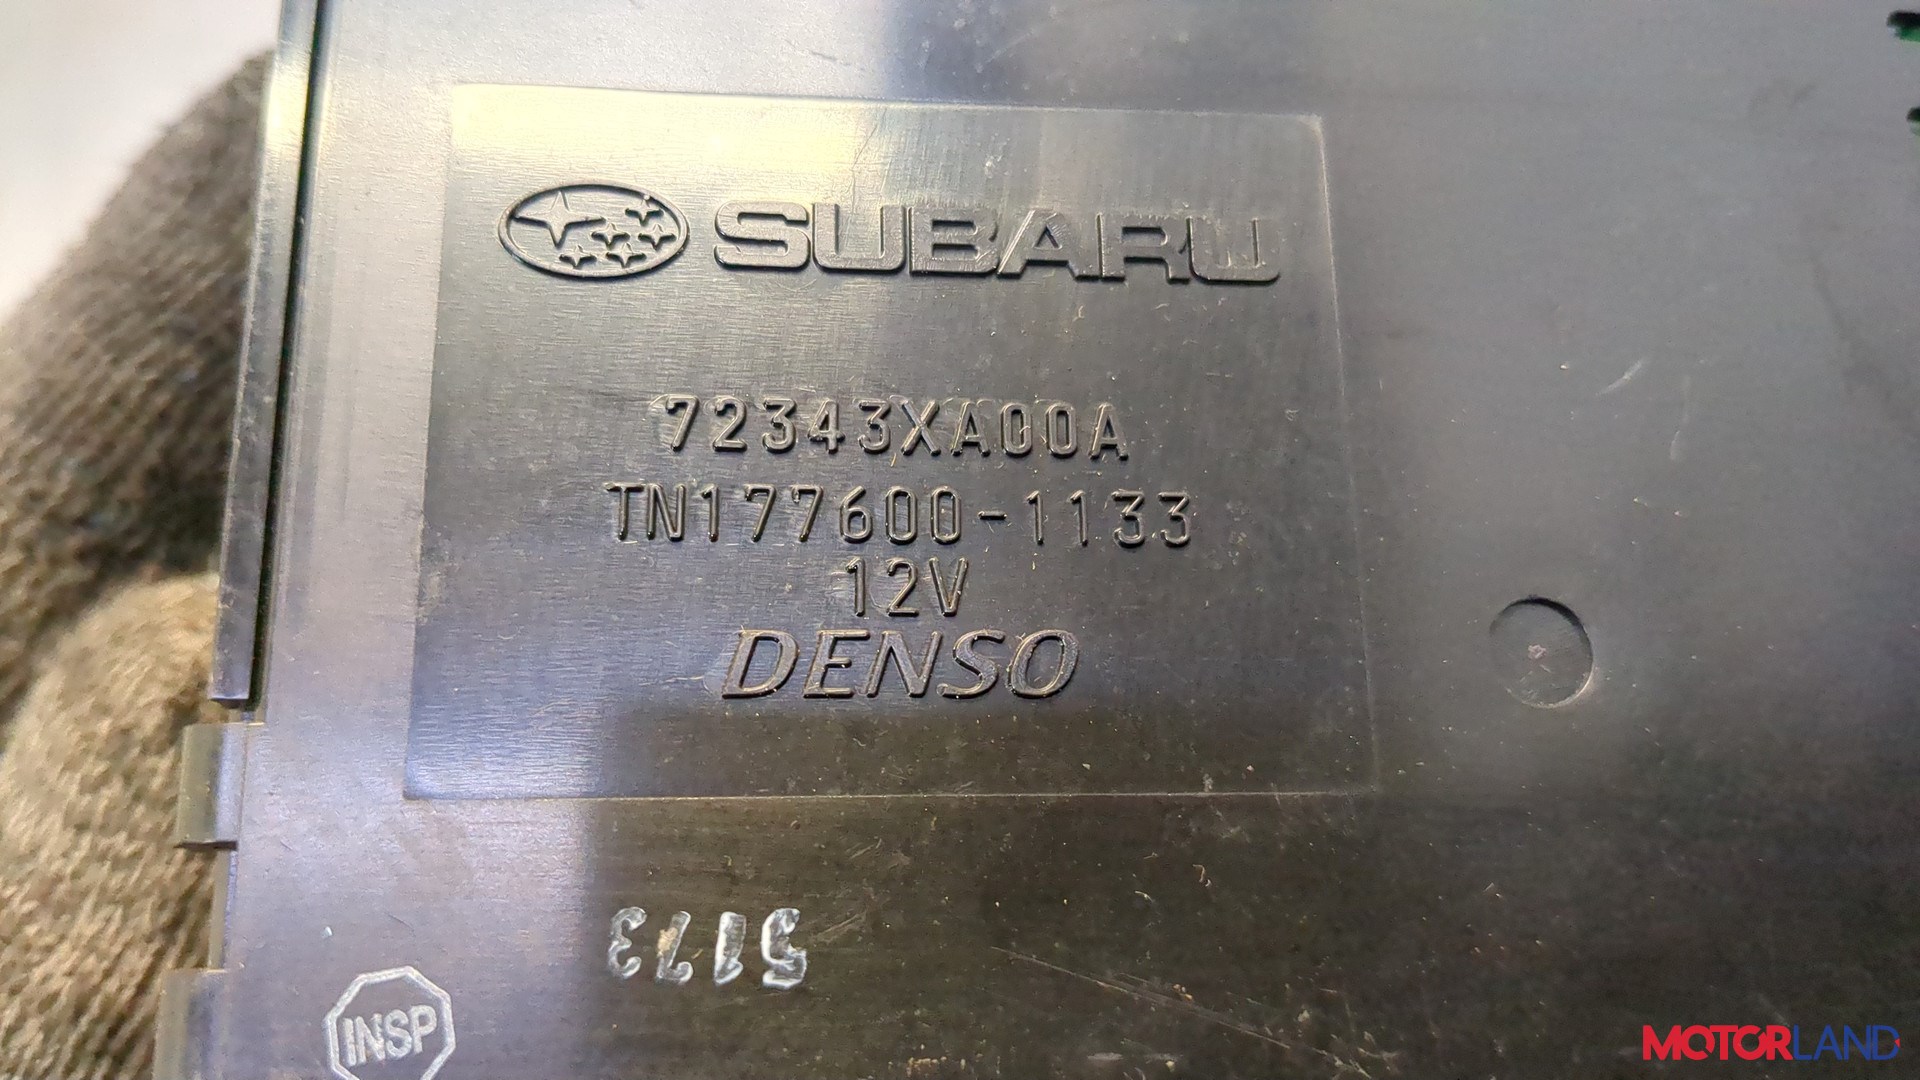 SUBARU
72343XA00A
TN177600-1133
12V
DENSO
5173
INSP
MOTORLAND